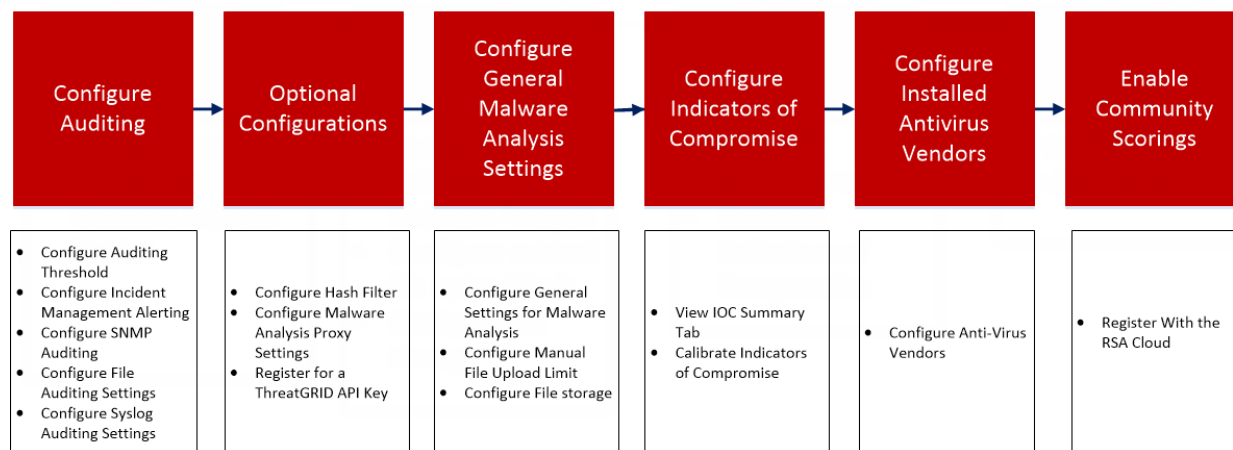 Configure
Auditing
Optional
Configurations
Configure
General
Malware
Analysis
Settings
Configure
Indicators of
Compromise
Configure
Installed
Antivirus
Vendors
Enable
Community
Scorings
• Configure Auditing
Threshold
• Configure Incident
Management Alerting
• Configure SNMP
Auditing
• Configure File
Auditing Settings
• Configure Syslog
Auditing Settings
• Configure Hash Filter
• Configure Malware
Analysis Proxy
Settings
• Register for a
ThreatGRID API Key
• Configure General
Settings for Malware
Analysis
• Configure Manual
File Upload Limit
• Configure File storage
• View IOC Summary
Tab
• Calibrate Indicators
of Compromise
• Configure Anti-Virus
Vendors
• Register With the
RSA Cloud